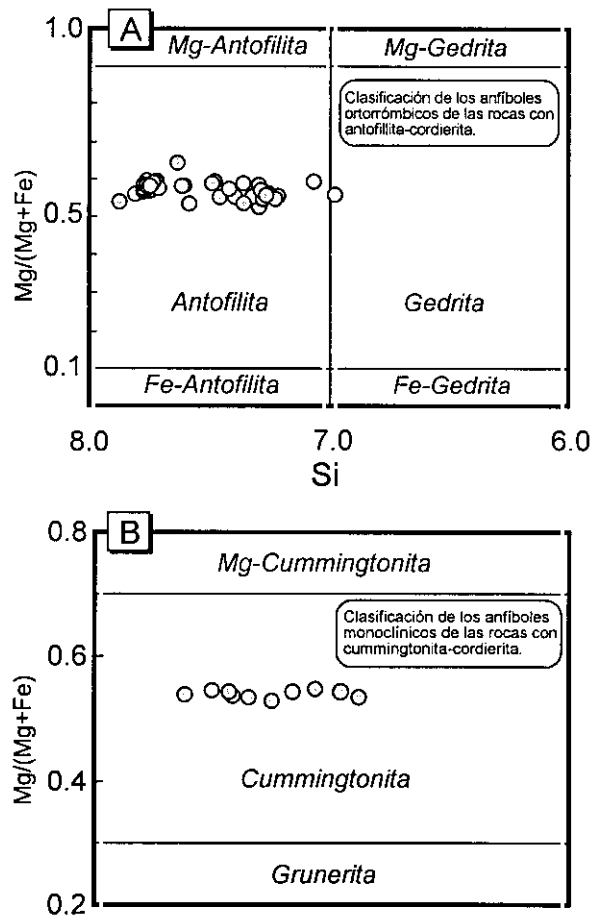 A
1.0
Mg-Antofilita
Mg-Gedrita
Clasificación de los anfíboles
ortorrómbicos de las rocas con
antofillita-cordierita.
Mg/(Mg+Fe)
0.5
Antofilita
Gedrita
0.1
Fe-Antofilita
Fe-Gedrita
8.0
7.0
6.0
Si
B
0.8
Mg-Cummingtonita
Clasificación de los anfíboles
monoclínicos de las rocas con
cummingtonita-cordierita.
0.6
Mg/(Mg+Fe)
Cummingtonita
0.4
Grunerita
0.2